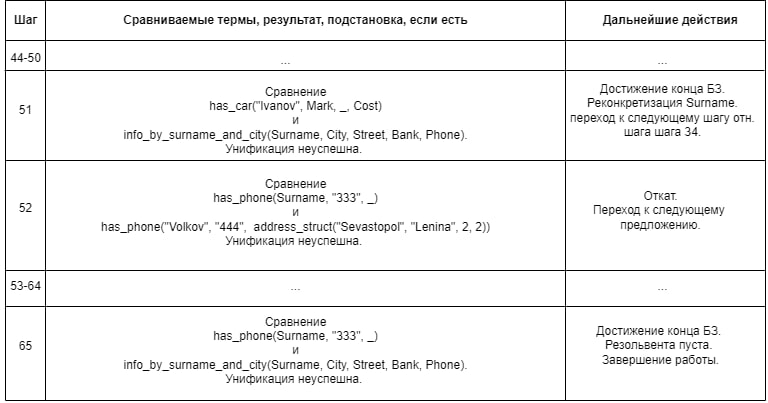 Шаг
Сравниваемые термы, результат, подстановка, если есть
Дальнейшие действия
44-50
...
...
51
Сравнение
has_car("Ivanov", Mark, _, Cost)
и
info_by_surname_and_city(Surname, City, Street, Bank, Phone).
Унификация неуспешна.
Достижение конца БЗ.
Реконкретизация Surname.
переход к следующему шагу отн.
шага шага 34.
52
Сравнение
has_phone(Surname, "333", _)
и
has_phone("Volkov", "444", address_struct("Sevastopol", "Lenina", 2, 2))
Унификация неуспешна.
Откат.
Переход к следующему
предложению.
53-64
...
...
65
Сравнение
has_phone(Surname, "333", _)
и
info_by_surname_and_city(Surname, City, Street, Bank, Phone).
Унификация неуспешна.
Достижение конца БЗ.
Резольвента пуста.
Завершение работы.